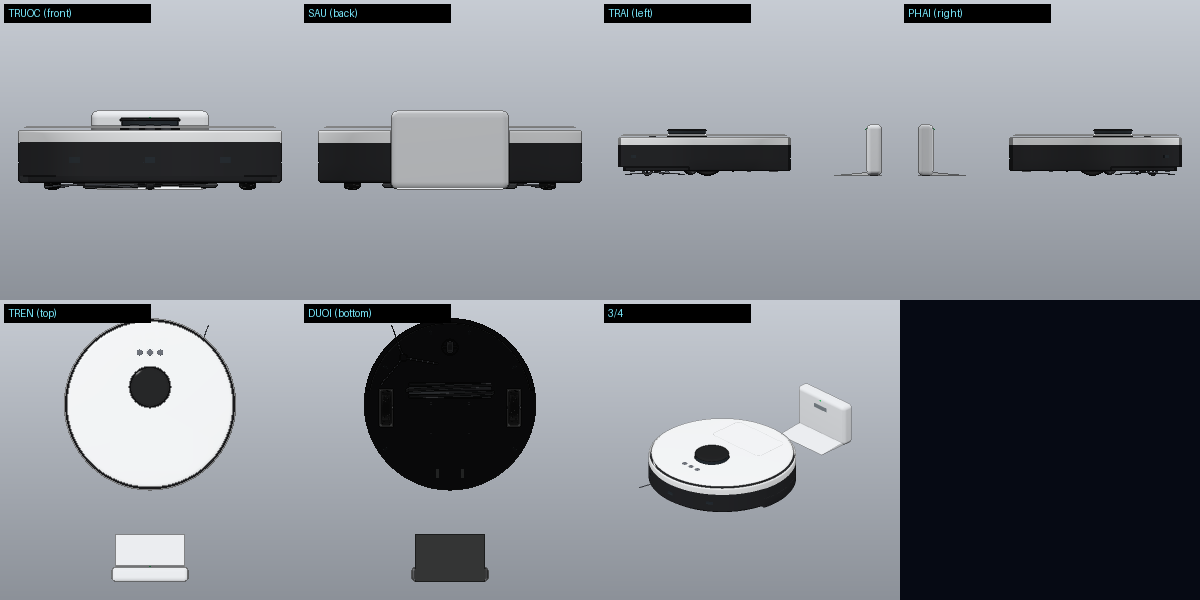 TRUOC (front)
SAU (back)
TRAI (left)
PHAI (right)
TREN (top)
DUOI (bottom)
3/4